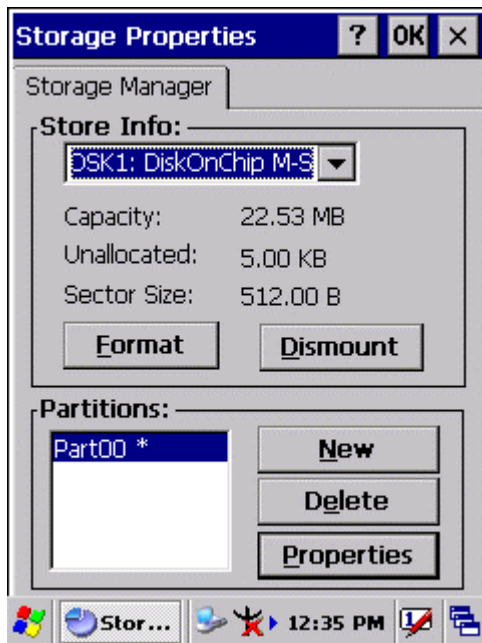 Storage Properties ? OK ×
Storage Manager
Store Info:
DSK1: DiskOnChip M-S
Capacity: 22.53 MB
Unallocated: 5.00 KB
Sector Size: 512.00 B
Format Dismount
Partitions:
Part00 *
New
Delete
Properties
Stor... 12:35 PM